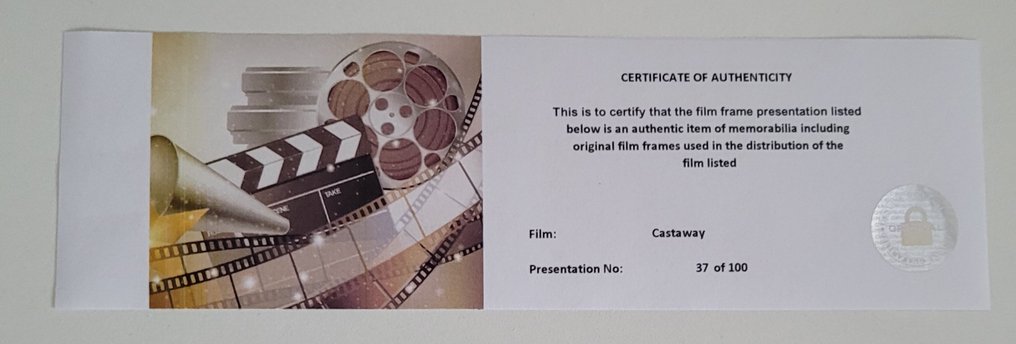 CERTIFICATE OF AUTHENTICITY
This is to certify that the film frame presentation listed
below is an authentic item of memorabilia including
original film frames used in the distribution of the
film listed
Film: Castaway
Presentation No: 37 of 100
TAKE